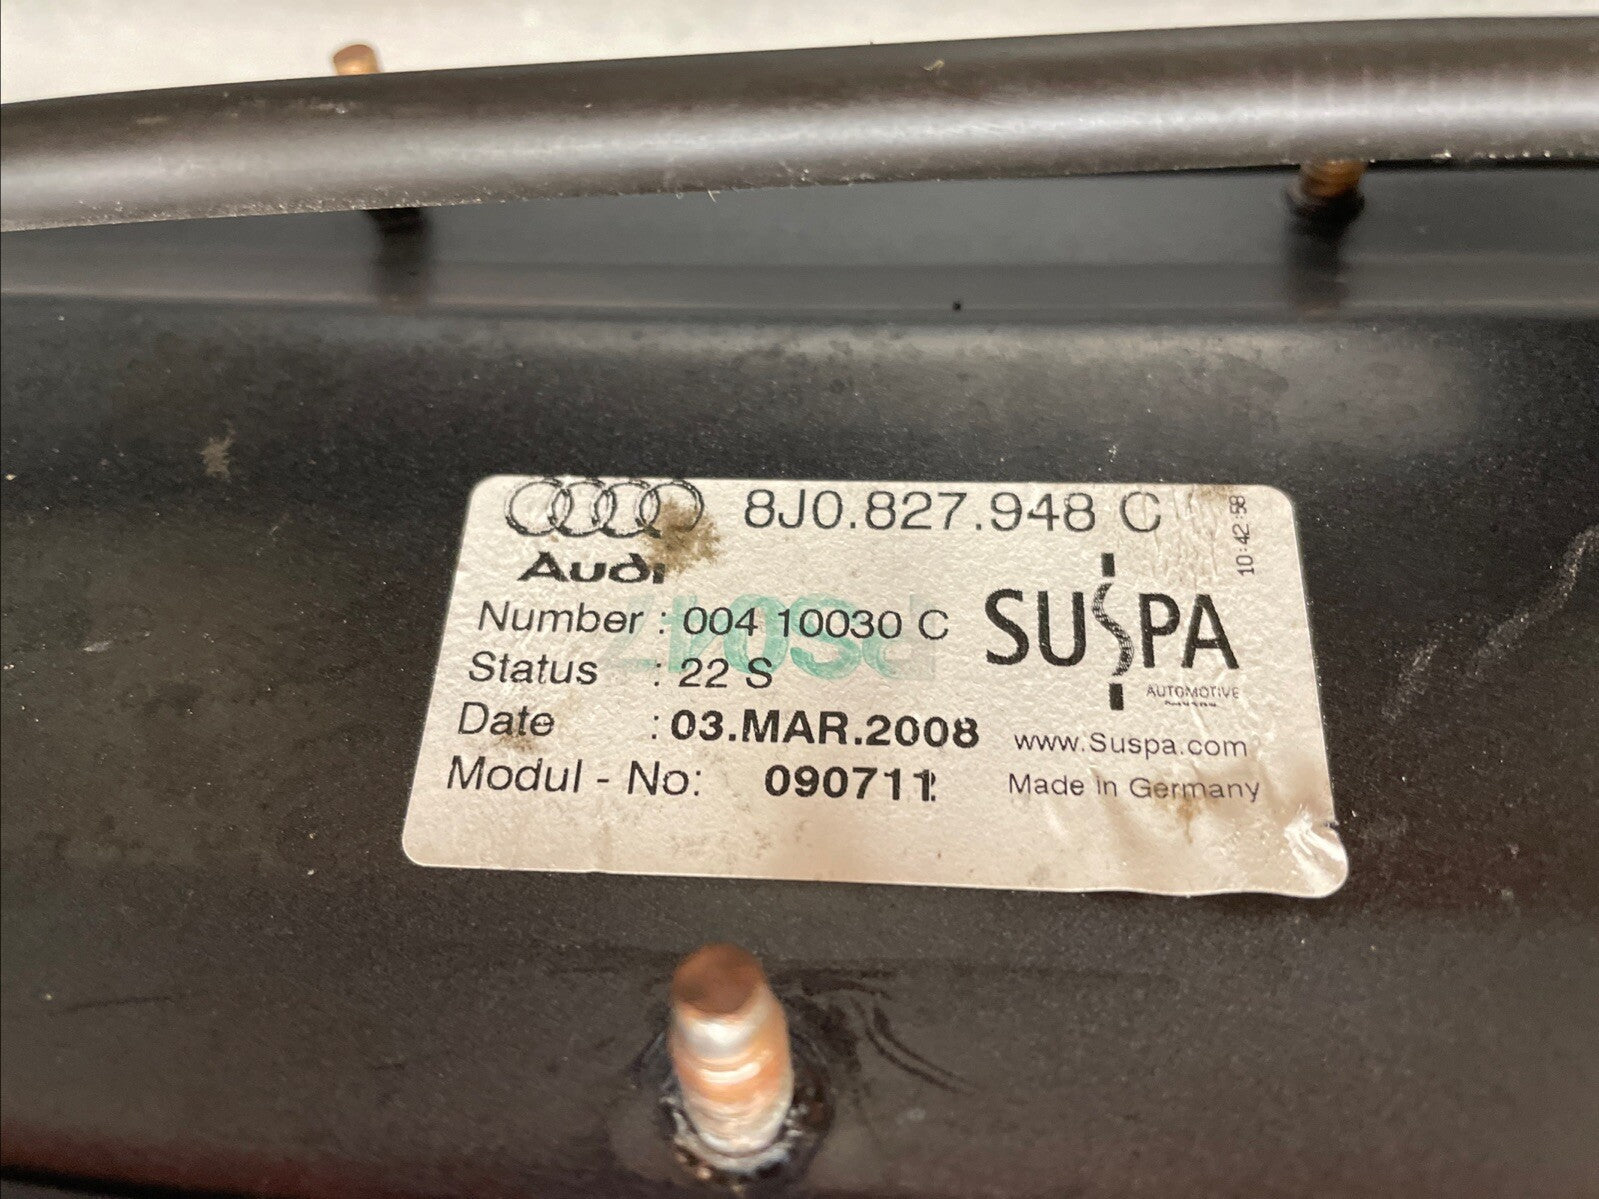 8J0.827.948 C
10:42:58
Audi
Number : 004 10030 C
Status : 22 S
Date : 03.MAR.2008
Modul - No: 090711
SUSPA
AUTOMOTIVE
www.Suspa.com
Made in Germany